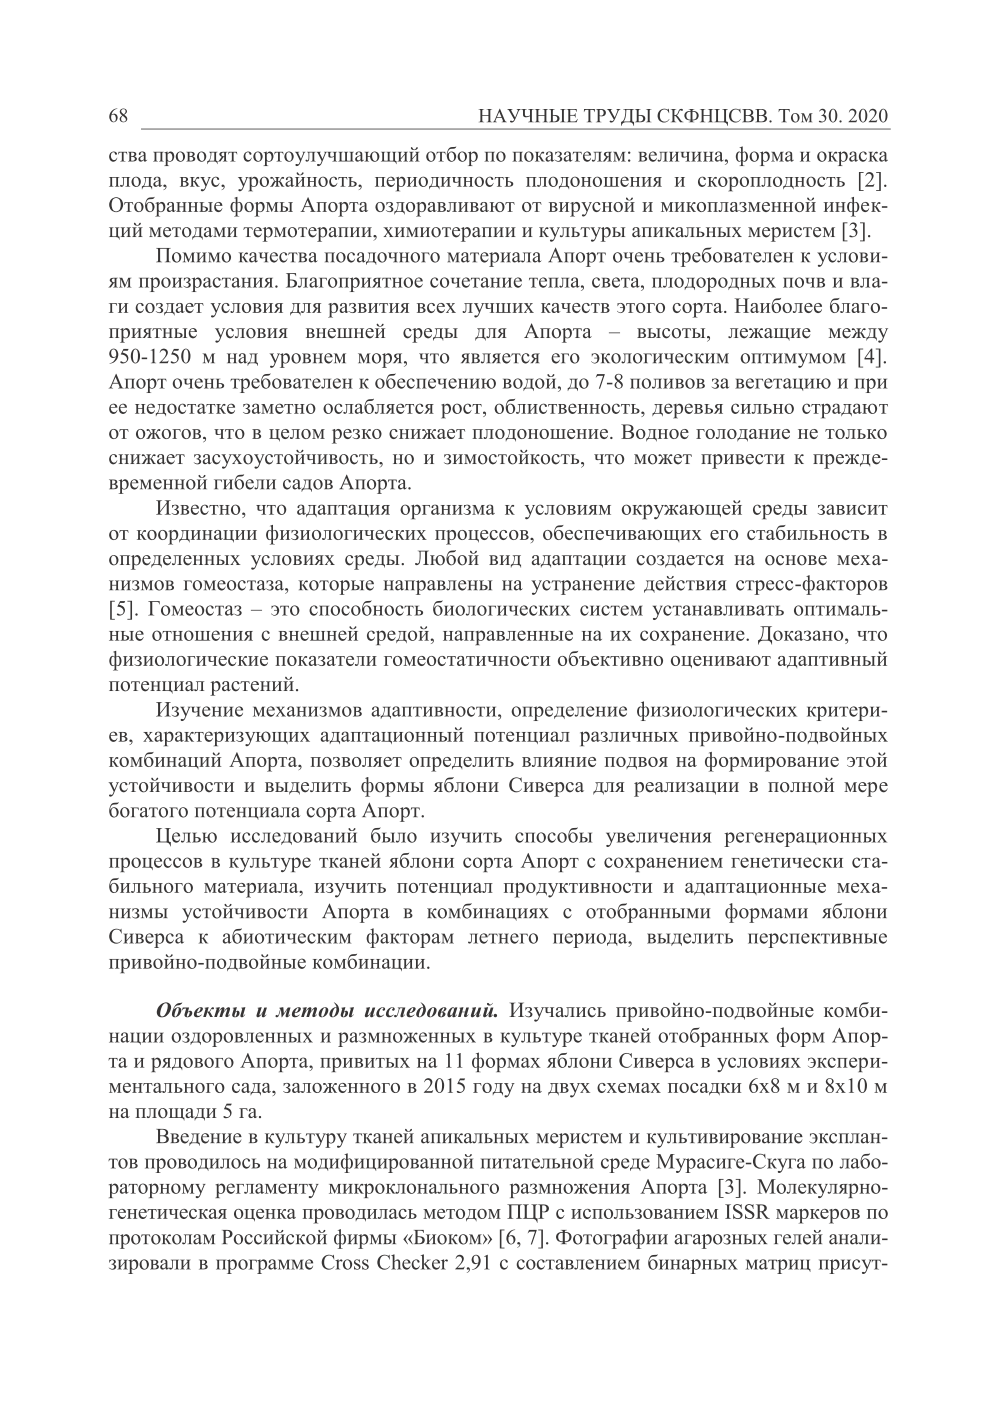 68 НАУЧНЫЕ ТРУДЫ СКФНЦСВВ. Том 30. 2020
ства проводят сортоулучшающий отбор по показателям: величина, форма и окраска
плода, вкус, урожайность, периодичность плодоношения и скороплодность [2].
Отобранные формы Апорта оздоравливают от вирусной и микоплазменной инфек-
ций методами термотерапии, химиотерапии и культуры апикальных меристем [3].
Помимо качества посадочного материала Апорт очень требователен к услови-
ям произрастания. Благоприятное сочетание тепла, света, плодородных почв и вла-
ги создает условия для развития всех лучших качеств этого сорта. Наиболее благо-
приятные условия внешней среды для Апорта – высоты, лежащие между
950-1250 м над уровнем моря, что является его экологическим оптимумом [4].
Апорт очень требователен к обеспечению водой, до 7-8 поливов за вегетацию и при
ее недостатке заметно ослабляется рост, облиственность, деревья сильно страдают
от ожогов, что в целом резко снижает плодоношение. Водное голодание не только
снижает засухоустойчивость, но и зимостойкость, что может привести к прежде-
временной гибели садов Апорта.
Известно, что адаптация организма к условиям окружающей среды зависит
от координации физиологических процессов, обеспечивающих его стабильность в
определенных условиях среды. Любой вид адаптации создается на основе меха-
низмов гомеостаза, которые направлены на устранение действия стресс-факторов
[5]. Гомеостаз – это способность биологических систем устанавливать оптималь-
ные отношения с внешней средой, направленные на их сохранение. Доказано, что
физиологические показатели гомеостатичности объективно оценивают адаптивный
потенциал растений.
Изучение механизмов адаптивности, определение физиологических критери-
ев, характеризующих адаптационный потенциал различных привойно-подвойных
комбинаций Апорта, позволяет определить влияние подвоя на формирование этой
устойчивости и выделить формы яблони Сиверса для реализации в полной мере
богатого потенциала сорта Апорт.
Целью исследований было изучить способы увеличения регенерационных
процессов в культуре тканей яблони сорта Апорт с сохранением генетически ста-
бильного материала, изучить потенциал продуктивности и адаптационные меха-
низмы устойчивости Апорта в комбинациях с отобранными формами яблони
Сиверса к абиотическим факторам летнего периода, выделить перспективные
привойно-подвойные комбинации.
Объекты и методы исследований. Изучались привойно-подвойные комби-
нации оздоровленных и размноженных в культуре тканей отобранных форм Апор-
та и рядового Апорта, привитых на 11 формах яблони Сиверса в условиях экспери-
ментального сада, заложенного в 2015 году на двух схемах посадки 6х8 м и 8х10 м
на площади 5 га.
Введение в культуру тканей апикальных меристем и культивирование эксплан-
тов проводилось на модифицированной питательной среде Мурасиге-Скуга по лабо-
раторному регламенту микроклонального размножения Апорта [3]. Молекулярно-
генетическая оценка проводилась методом ПЦР с использованием ISSR маркеров по
протоколам Российской фирмы «Биоком» [6, 7]. Фотографии агарозных гелей анали-
зировали в программе Cross Checker 2,91 с составлением бинарных матриц присут-